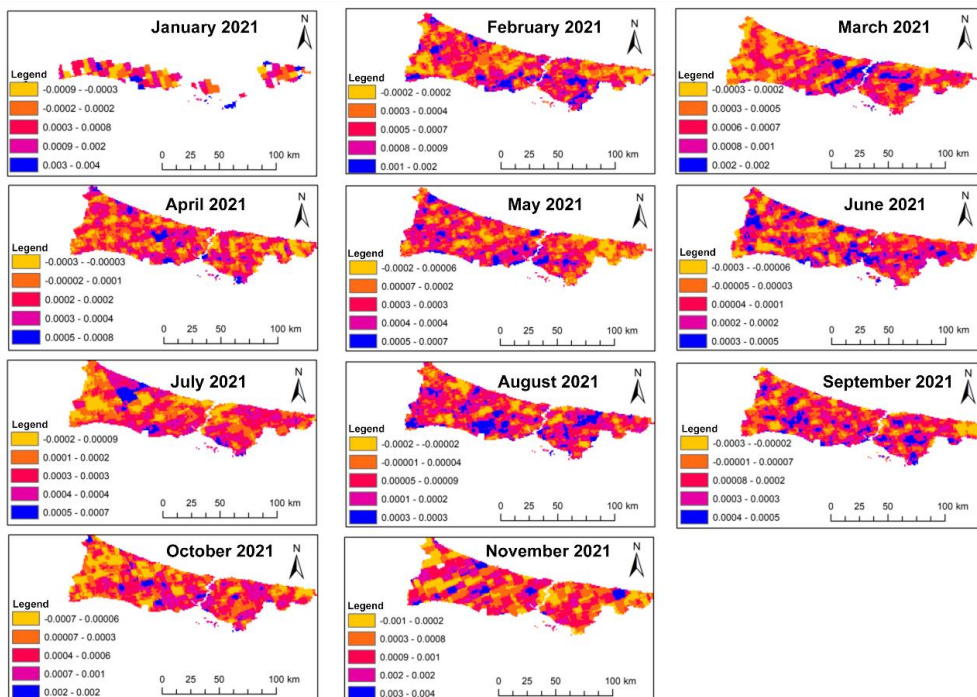 January 2021
N
Legend
-0.0009 - -0.0003
-0.0002 - 0.0002
0.0003 - 0.0008
0.0009 - 0.002
0.003 - 0.004
0 25 50 100 km
February 2021
N
Legend
-0.0002 - 0.0002
0.0003 - 0.0004
0.0005 - 0.0007
0.0008 - 0.0009
0.001 - 0.002
0 25 50 100 km
March 2021
N
Legend
-0.0003 - 0.0002
0.0003 - 0.0005
0.0006 - 0.0007
0.0008 - 0.001
0.002 - 0.002
0 25 50 100 km
April 2021
N
Legend
-0.0003 - -0.00003
-0.00002 - 0.0001
0.0002 - 0.0002
0.0003 - 0.0004
0.0005 - 0.0008
0 25 50 100 km
May 2021
N
Legend
-0.0002 - 0.00006
0.00007 - 0.0002
0.0003 - 0.0003
0.0004 - 0.0004
0.0005 - 0.0007
0 25 50 100 km
June 2021
N
Legend
-0.0003 - -0.00006
-0.00005 - 0.00003
0.00004 - 0.0001
0.0002 - 0.0002
0.0003 - 0.0005
0 25 50 100 km
July 2021
N
Legend
-0.0002 - 0.00009
0.0001 - 0.0002
0.0003 - 0.0003
0.0004 - 0.0004
0.0005 - 0.0007
0 25 50 100 km
August 2021
N
Legend
-0.0002 - -0.00002
-0.00001 - 0.00004
0.00005 - 0.00009
0.0001 - 0.0002
0.0003 - 0.0003
0 25 50 100 km
September 2021
N
Legend
-0.0003 - -0.00002
-0.00001 - 0.00007
0.00008 - 0.0002
0.0003 - 0.0003
0.0004 - 0.0005
0 25 50 100 km
October 2021
N
Legend
-0.0007 - 0.00006
0.00007 - 0.0003
0.0004 - 0.0006
0.0007 - 0.001
0.002 - 0.002
0 25 50 100 km
November 2021
N
Legend
-0.001 - 0.0002
0.0003 - 0.0008
0.0009 - 0.001
0.002 - 0.002
0.003 - 0.004
0 25 50 100 km